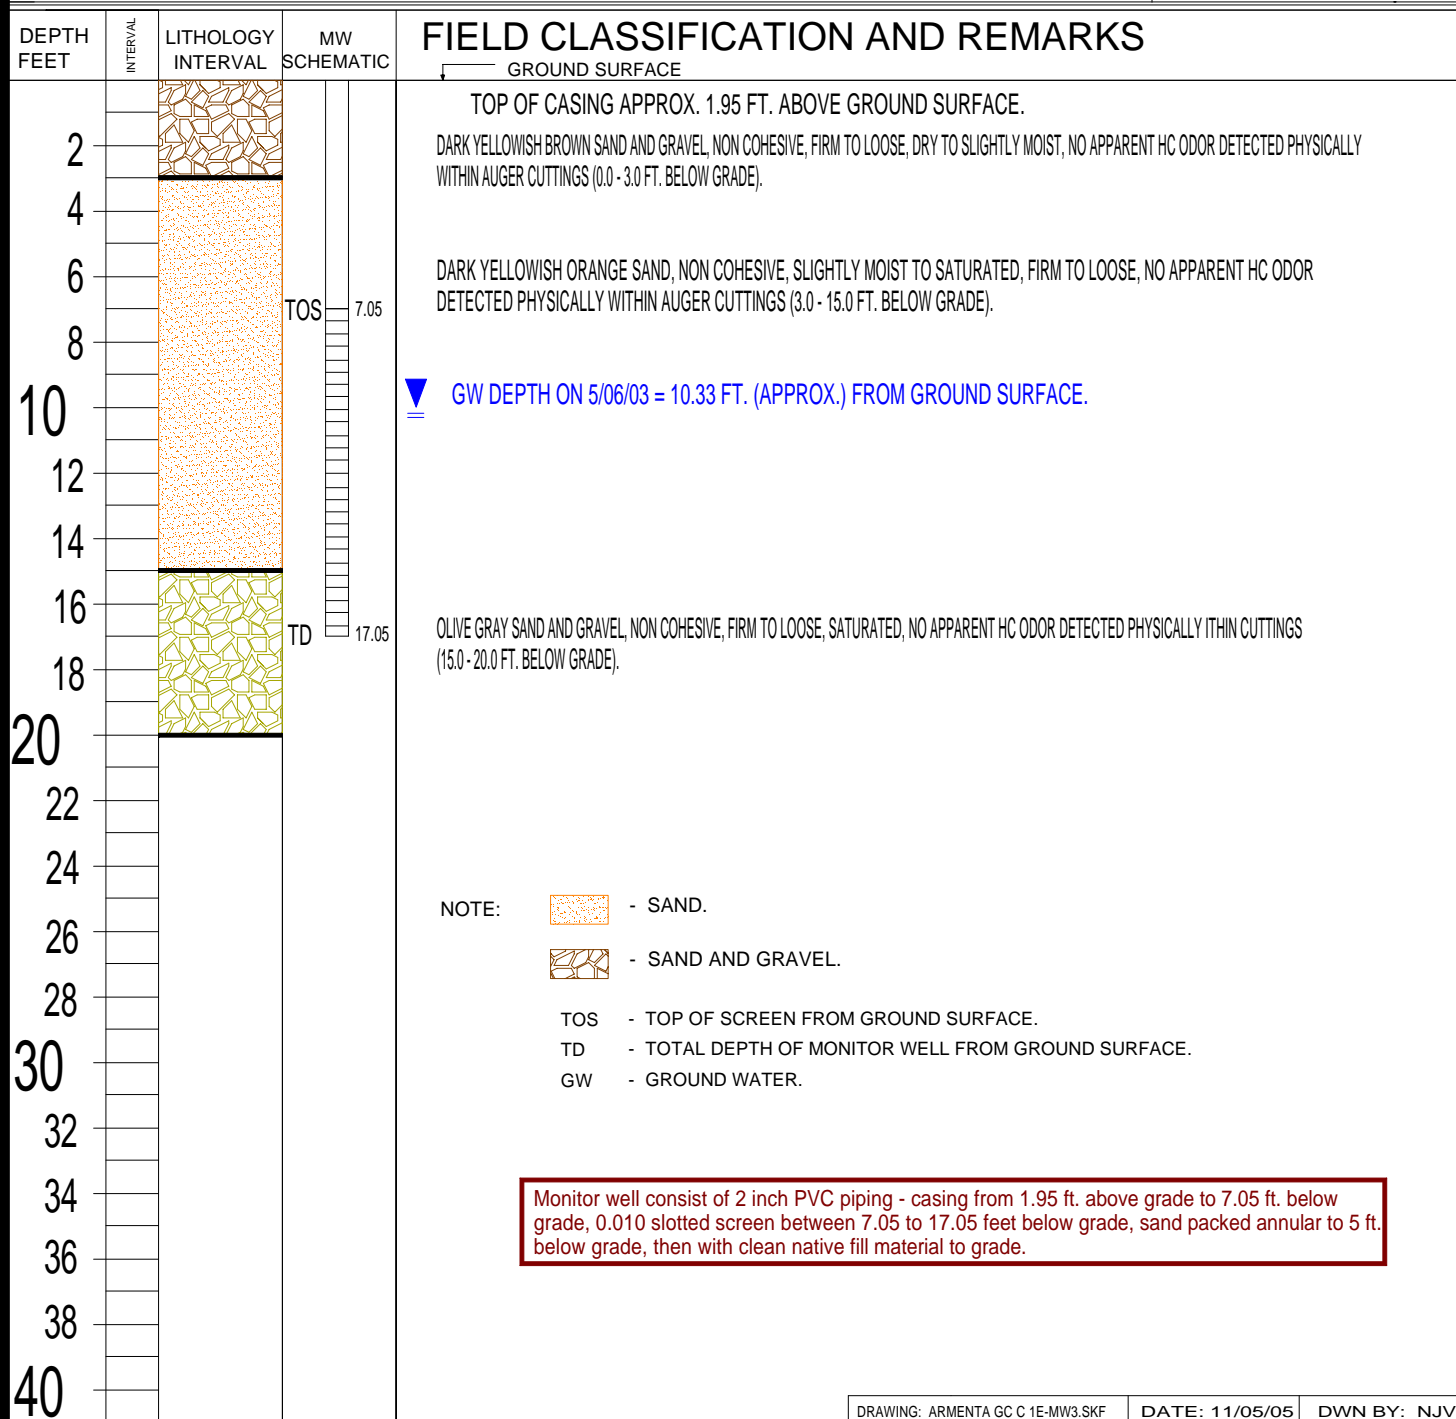 DEPTH
FEET
INTERVAL
LITHOLOGY
INTERVAL
MW
SCHEMATIC
FIELD CLASSIFICATION AND REMARKS
GROUND SURFACE
TOP OF CASING APPROX. 1.95 FT. ABOVE GROUND SURFACE.
2
DARK YELLOWISH BROWN SAND AND GRAVEL, NON COHESIVE, FIRM TO LOOSE, DRY TO SLIGHTLY MOIST, NO APPARENT HC ODOR DETECTED PHYSICALLY
WITHIN AUGER CUTTINGS (0.0 - 3.0 FT. BELOW GRADE).
4
6
DARK YELLOWISH ORANGE SAND, NON COHESIVE, SLIGHTLY MOIST TO SATURATED, FIRM TO LOOSE, NO APPARENT HC ODOR
DETECTED PHYSICALLY WITHIN AUGER CUTTINGS (3.0 - 15.0 FT. BELOW GRADE).
TOS 7.05
8
10
GW DEPTH ON 5/06/03 = 10.33 FT. (APPROX.) FROM GROUND SURFACE.
12
14
16
TD 17.05
OLIVE GRAY SAND AND GRAVEL, NON COHESIVE, FIRM TO LOOSE, SATURATED, NO APPARENT HC ODOR DETECTED PHYSICALLY ITHIN CUTTINGS
(15.0 - 20.0 FT. BELOW GRADE).
18
20
22
24
26
28
30
32
34
36
38
40
NOTE: - SAND.
- SAND AND GRAVEL.
TOS - TOP OF SCREEN FROM GROUND SURFACE.
TD - TOTAL DEPTH OF MONITOR WELL FROM GROUND SURFACE.
GW - GROUND WATER.
Monitor well consist of 2 inch PVC piping - casing from 1.95 ft. above grade to 7.05 ft. below
grade, 0.010 slotted screen between 7.05 to 17.05 feet below grade, sand packed annular to 5 ft.
below grade, then with clean native fill material to grade.
DRAWING: ARMENTA GC C 1E-MW3.SKF DATE: 11/05/05 DWN BY: NJV